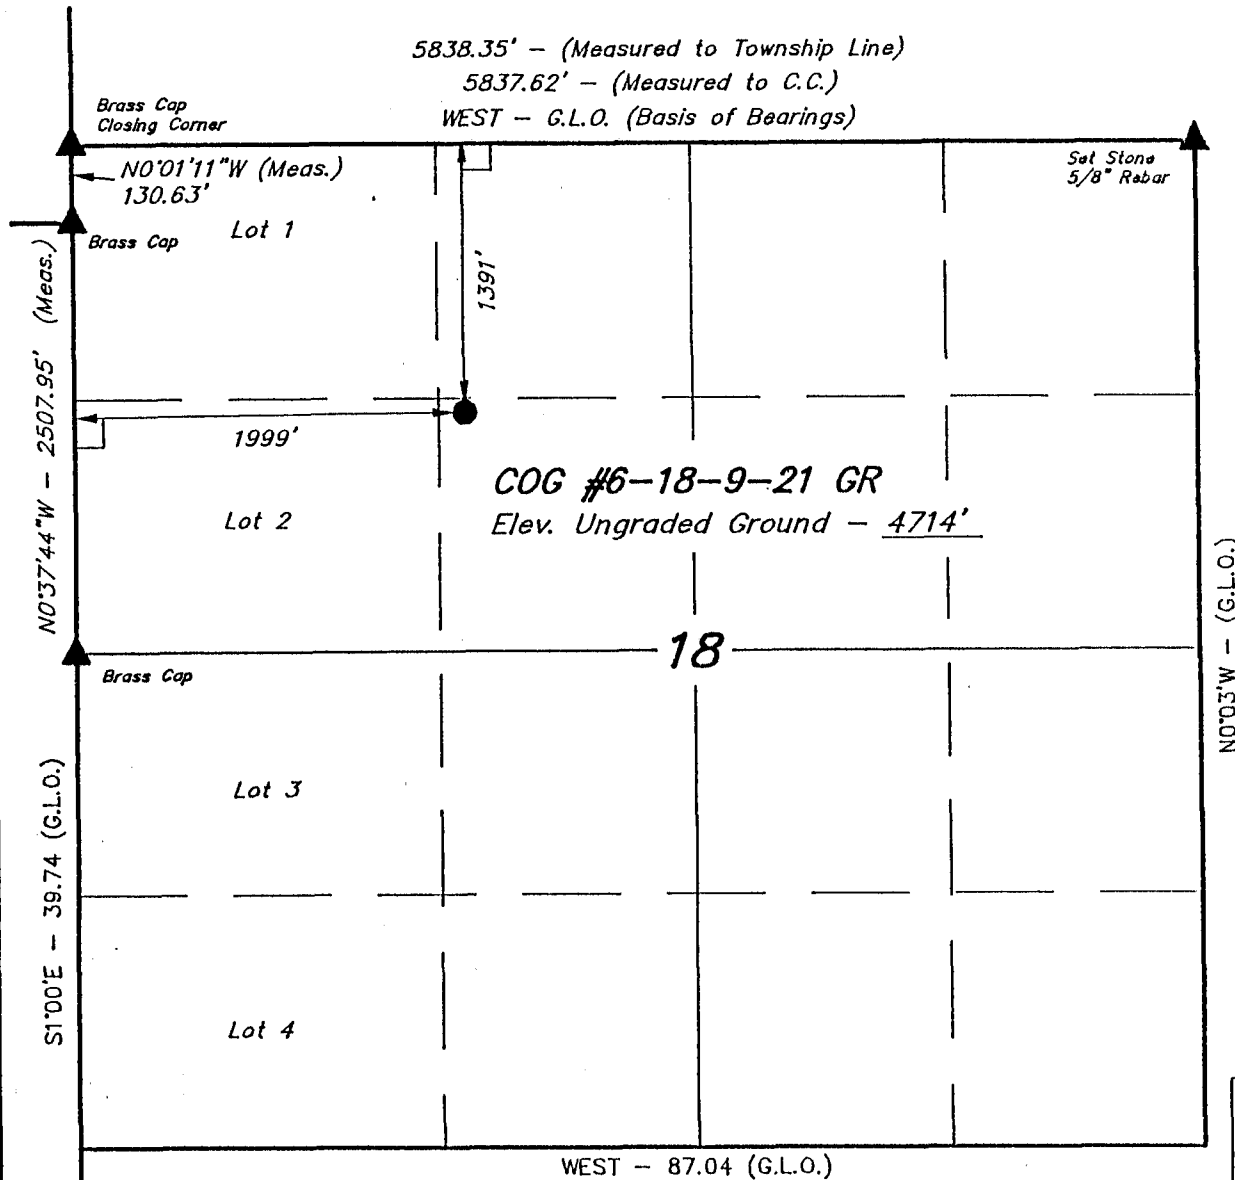 5838.35' – (Measured to Township Line)
5837.62' – (Measured to C.C.)
WEST – G.L.O. (Basis of Bearings)
Brass Cap
Closing Corner
Set Stone
5/8" Rebar
N0°01'11"W (Meas.)
130.63'
Brass Cap
Lot 1
1391'
N0°37'44"W – 2507.95' (Meas.)
1999'
COG #6-18-9-21 GR
Elev. Ungraded Ground – 4714'
Lot 2
N0°03'W – (G.L.O.)
18
Brass Cap
Lot 3
S1°00'E – 39.74 (G.L.O.)
Lot 4
WEST – 87.04 (G.L.O.)